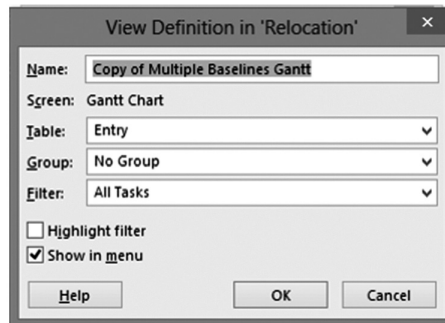 View Definition in 'Relocation'
Name: Copy of Multiple Baselines Gantt
Screen: Gantt Chart
Table: Entry
Group: No Group
Filter: All Tasks
Highlight filter
Show in menu
Help OK Cancel